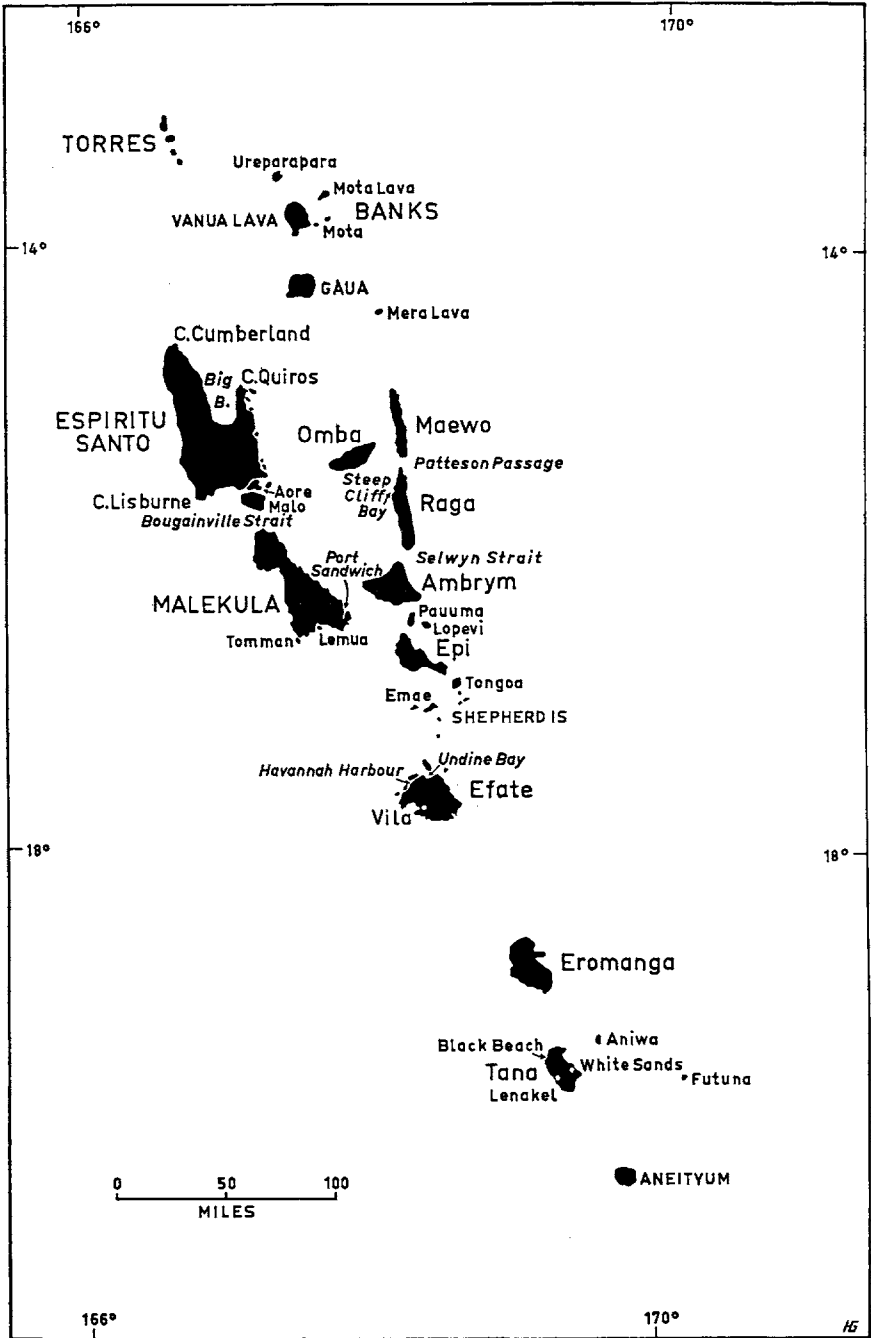 166°
170°
TORRES
Ureparapara
Mota Lava
BANKS
VANUA LAVA
Mota
14°
14°
GAUA
Mera Lava
C.Cumberland
Big
B.
C.Quiros
ESPIRITU
SANTO
Omba
Maewo
Patteson Passage
Steep
Cliff
Bay
Raga
Aore
Malo
C.Lisburne
Bougainville Strait
Port
Sandwich
Selwyn Strait
Ambrym
MALEKULA
Pauuma
Lopevi
Tomman
Lemua
Epi
Tongoa
Emae
SHEPHERD IS
Undine Bay
Havannah Harbour
Efate
Vila
18°
18°
Eromanga
Aniwa
Black Beach
White Sands
Tana
Futuna
Lenakel
ANEITYUM
0 50 100
MILES
166°
170°
HG